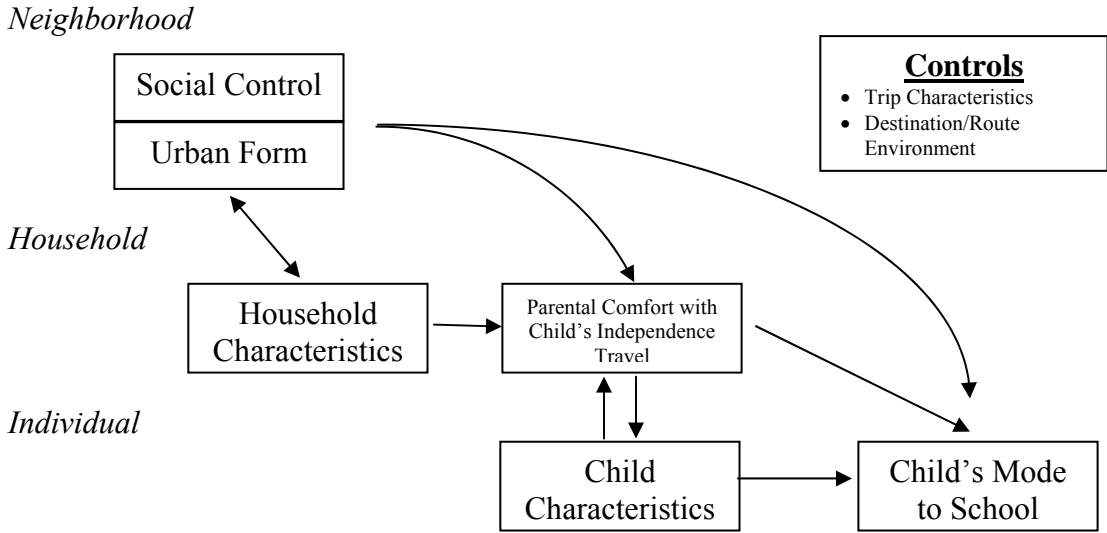 Neighborhood
Social Control
Urban Form
Controls
• Trip Characteristics
• Destination/Route
Environment
Household
Household
Characteristics
Parental Comfort with
Child’s Independence
Travel
Individual
Child
Characteristics
Child’s Mode
to School